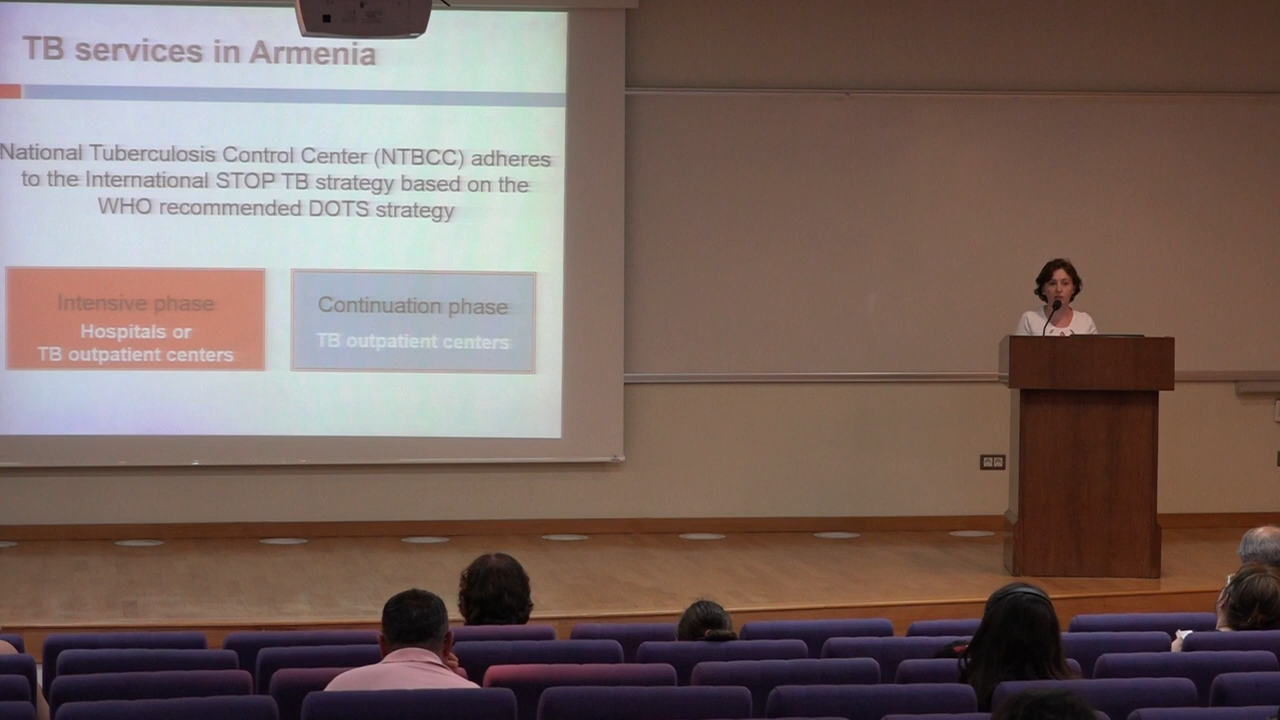 TB services in Armenia
National Tuberculosis Control Center (NTBCC) adheres
to the International STOP TB strategy based on the
WHO recommended DOTS strategy
Intensive phase
Hospitals or
TB outpatient centers
Continuation phase
TB outpatient centers